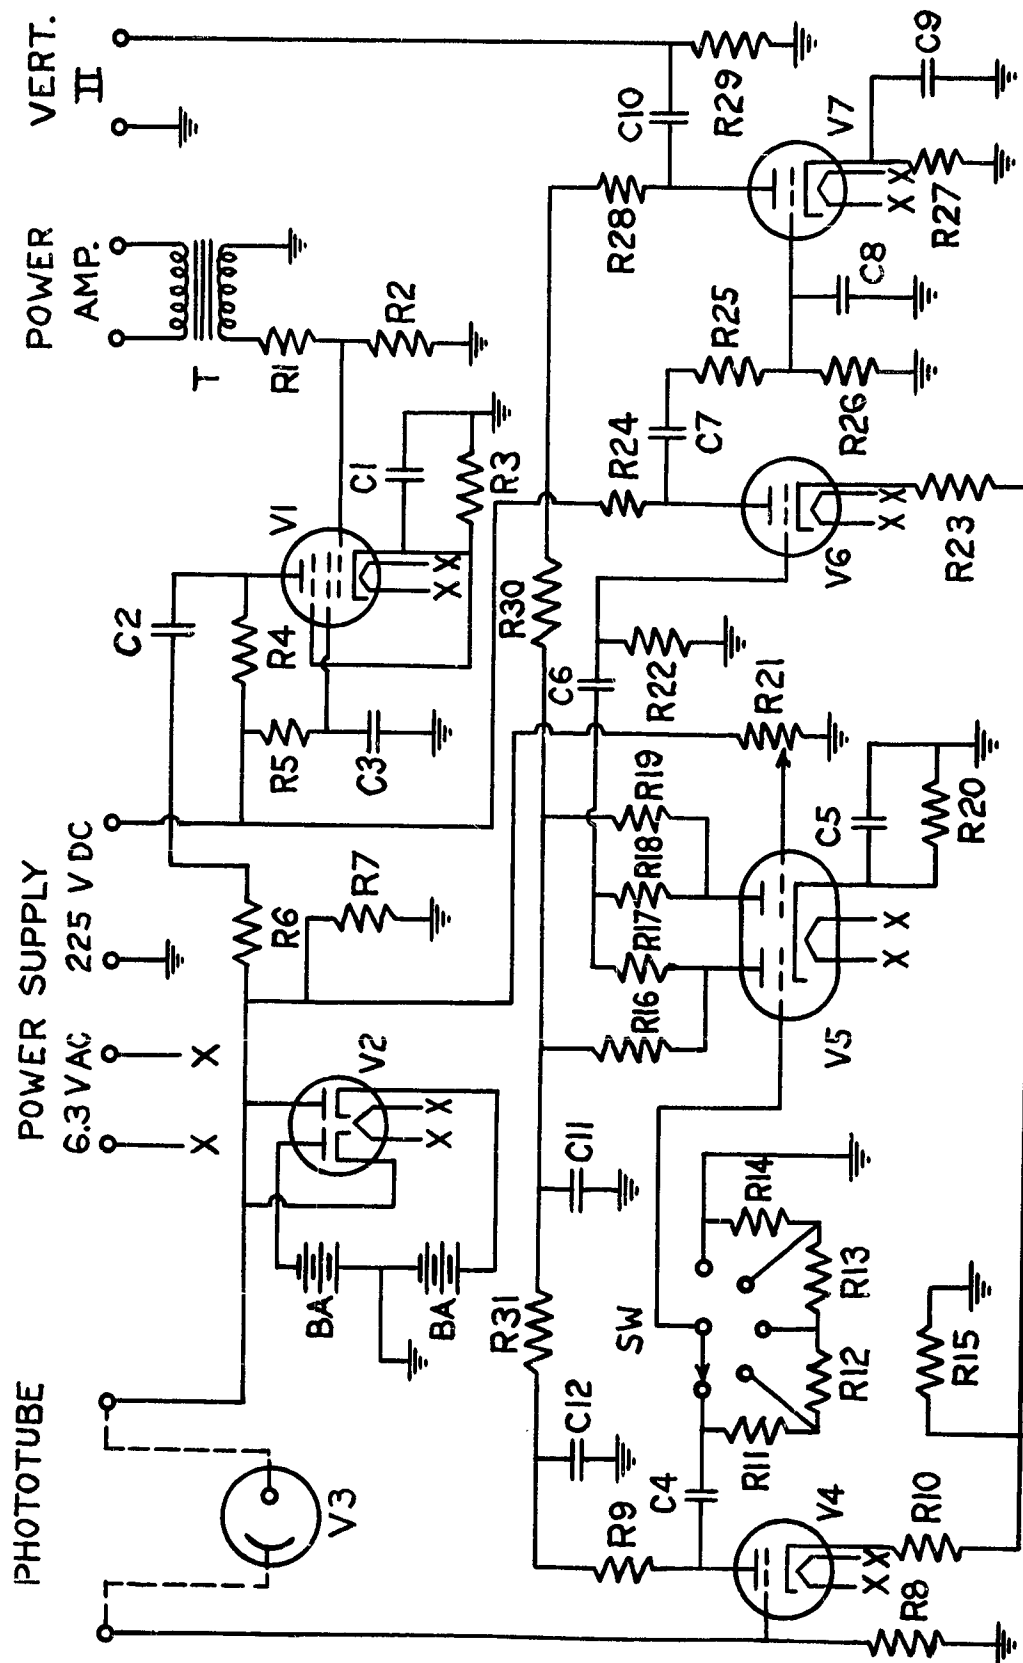 PHOTOTUBE
POWER SUPPLY
6.3 VAC
225 V DC
POWER
AMP.
VERT.
II
X
X
V3
BA
BA
V2
X X
R7
R6
C2
R5
R4
C3
V1
X X
C1
R3
T
R1
R2
R31
C12
C11
R30
R9
C4
V4
X X
R8
R10
SW
R11
R12
R13
R14
R15
R16
R17
R18
R19
V5
X X
C5
R20
R21
C6
R22
V6
X X
R23
R24
C7
R25
R26
C8
R28
C10
R29
V7
X X
R27
C9